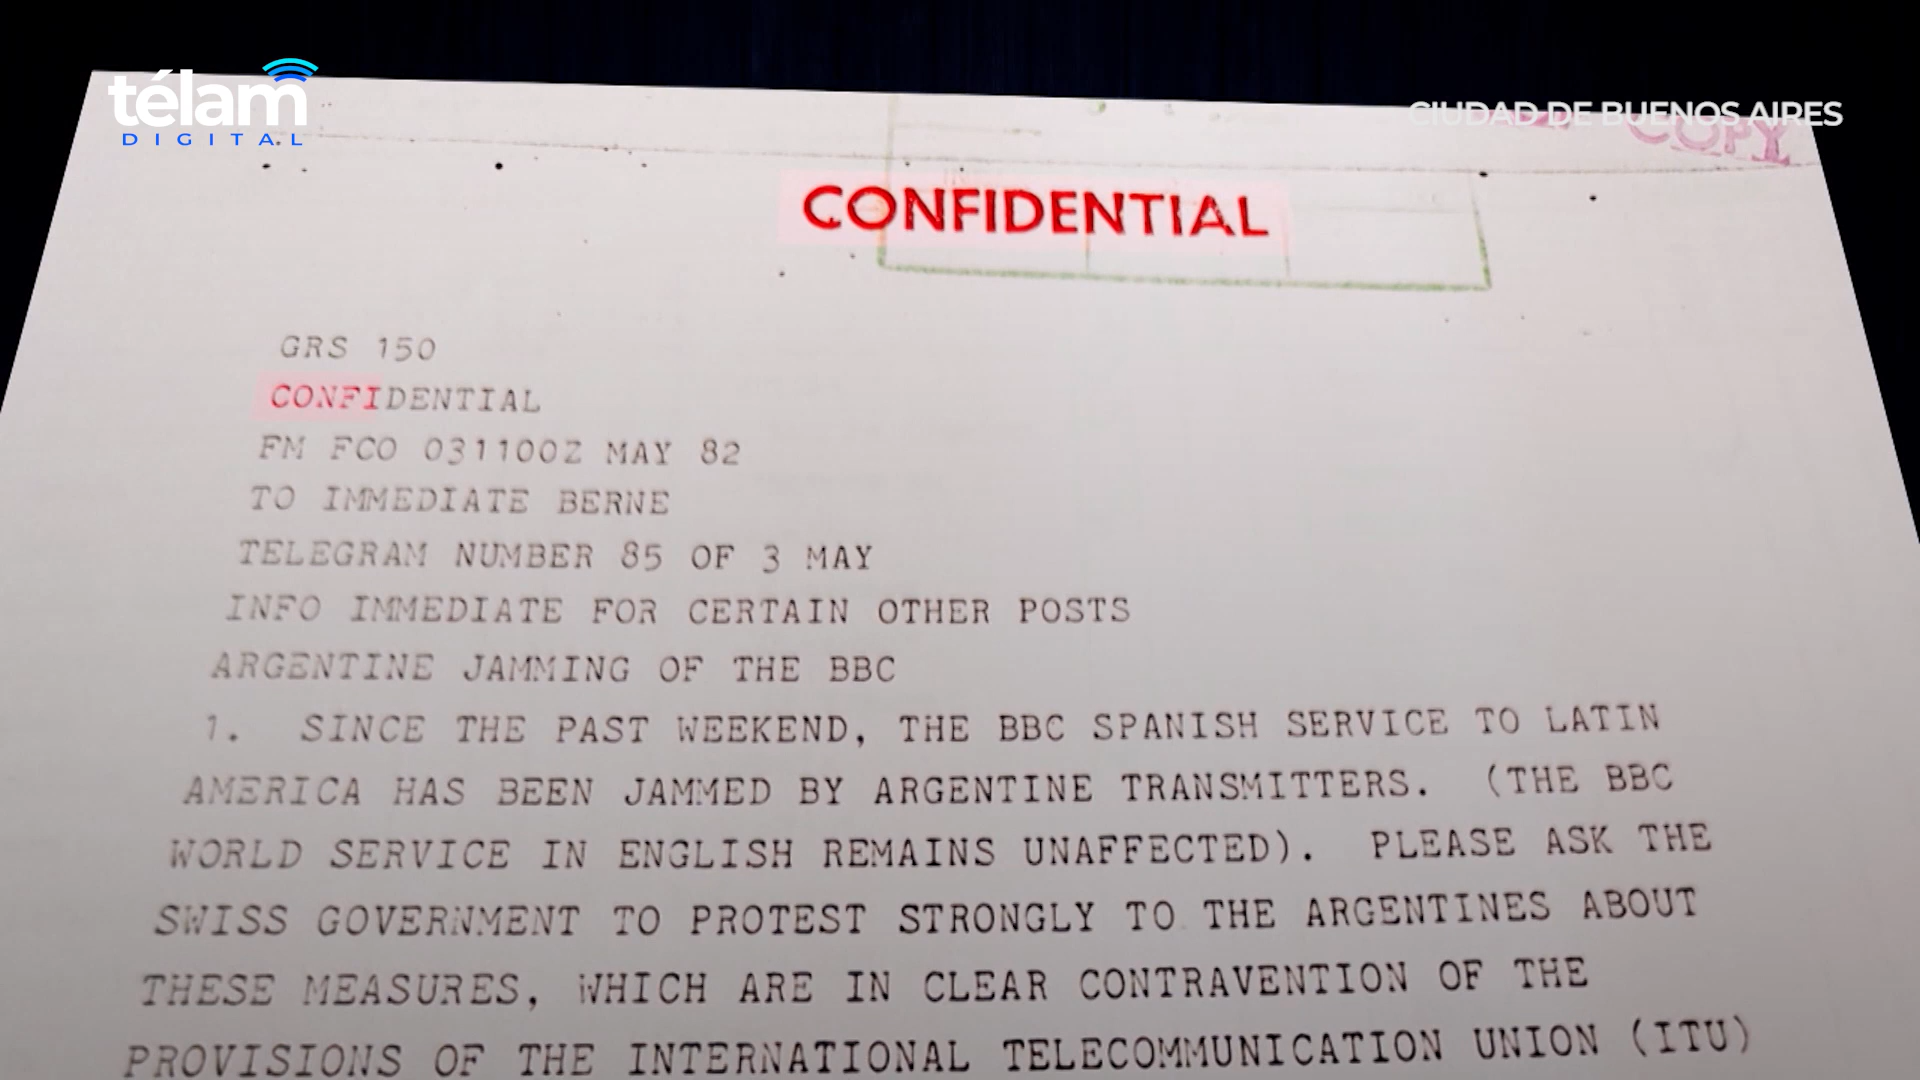 télam
DIGITAL
CIUDAD DE BUENOS AIRES
COPY
CONFIDENTIAL
GRS 150
CONFIDENTIAL
FM FCO 031100Z MAY 82
TO IMMEDIATE BERNE
TELEGRAM NUMBER 85 OF 3 MAY
INFO IMMEDIATE FOR CERTAIN OTHER POSTS
ARGENTINE JAMMING OF THE BBC
1. SINCE THE PAST WEEKEND, THE BBC SPANISH SERVICE TO LATIN
AMERICA HAS BEEN JAMMED BY ARGENTINE TRANSMITTERS. (THE BBC
WORLD SERVICE IN ENGLISH REMAINS UNAFFECTED). PLEASE ASK THE
SWISS GOVERNMENT TO PROTEST STRONGLY TO THE ARGENTINES ABOUT
THESE MEASURES, WHICH ARE IN CLEAR CONTRAVENTION OF THE
PROVISIONS OF THE INTERNATIONAL TELECOMMUNICATION UNION (ITU)